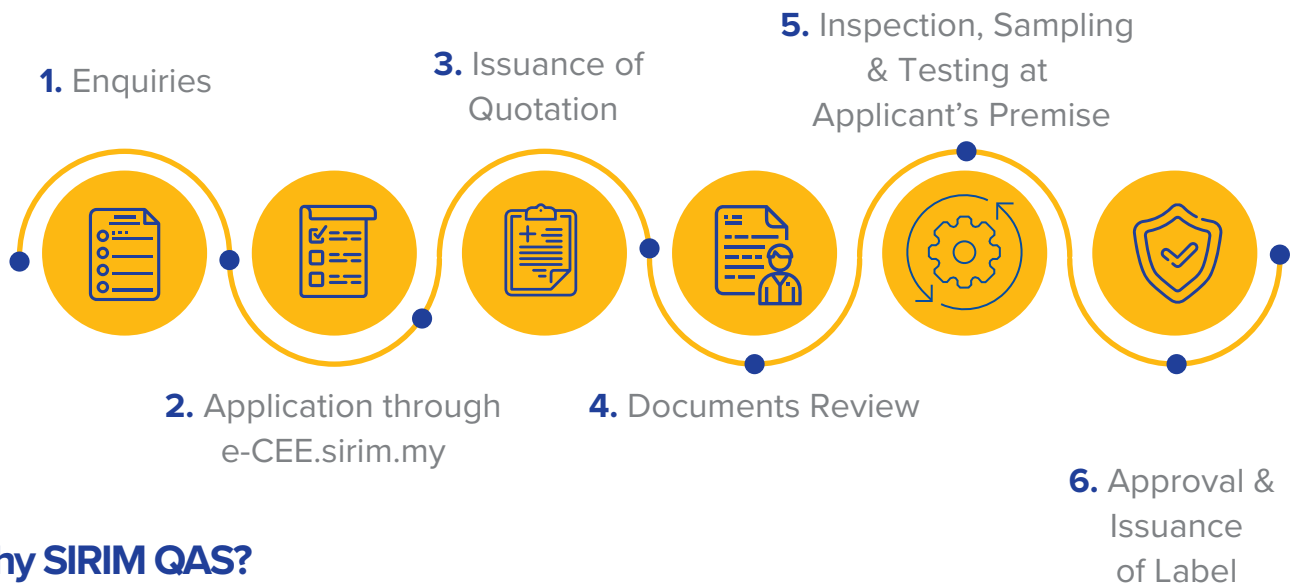 1. Enquiries
2. Application through
e-CEE.sirim.my
3. Issuance of
Quotation
4. Documents Review
5. Inspection, Sampling
& Testing at
Applicant's Premise
6. Approval &
Issuance
of Label
ny SIRIM QAS?